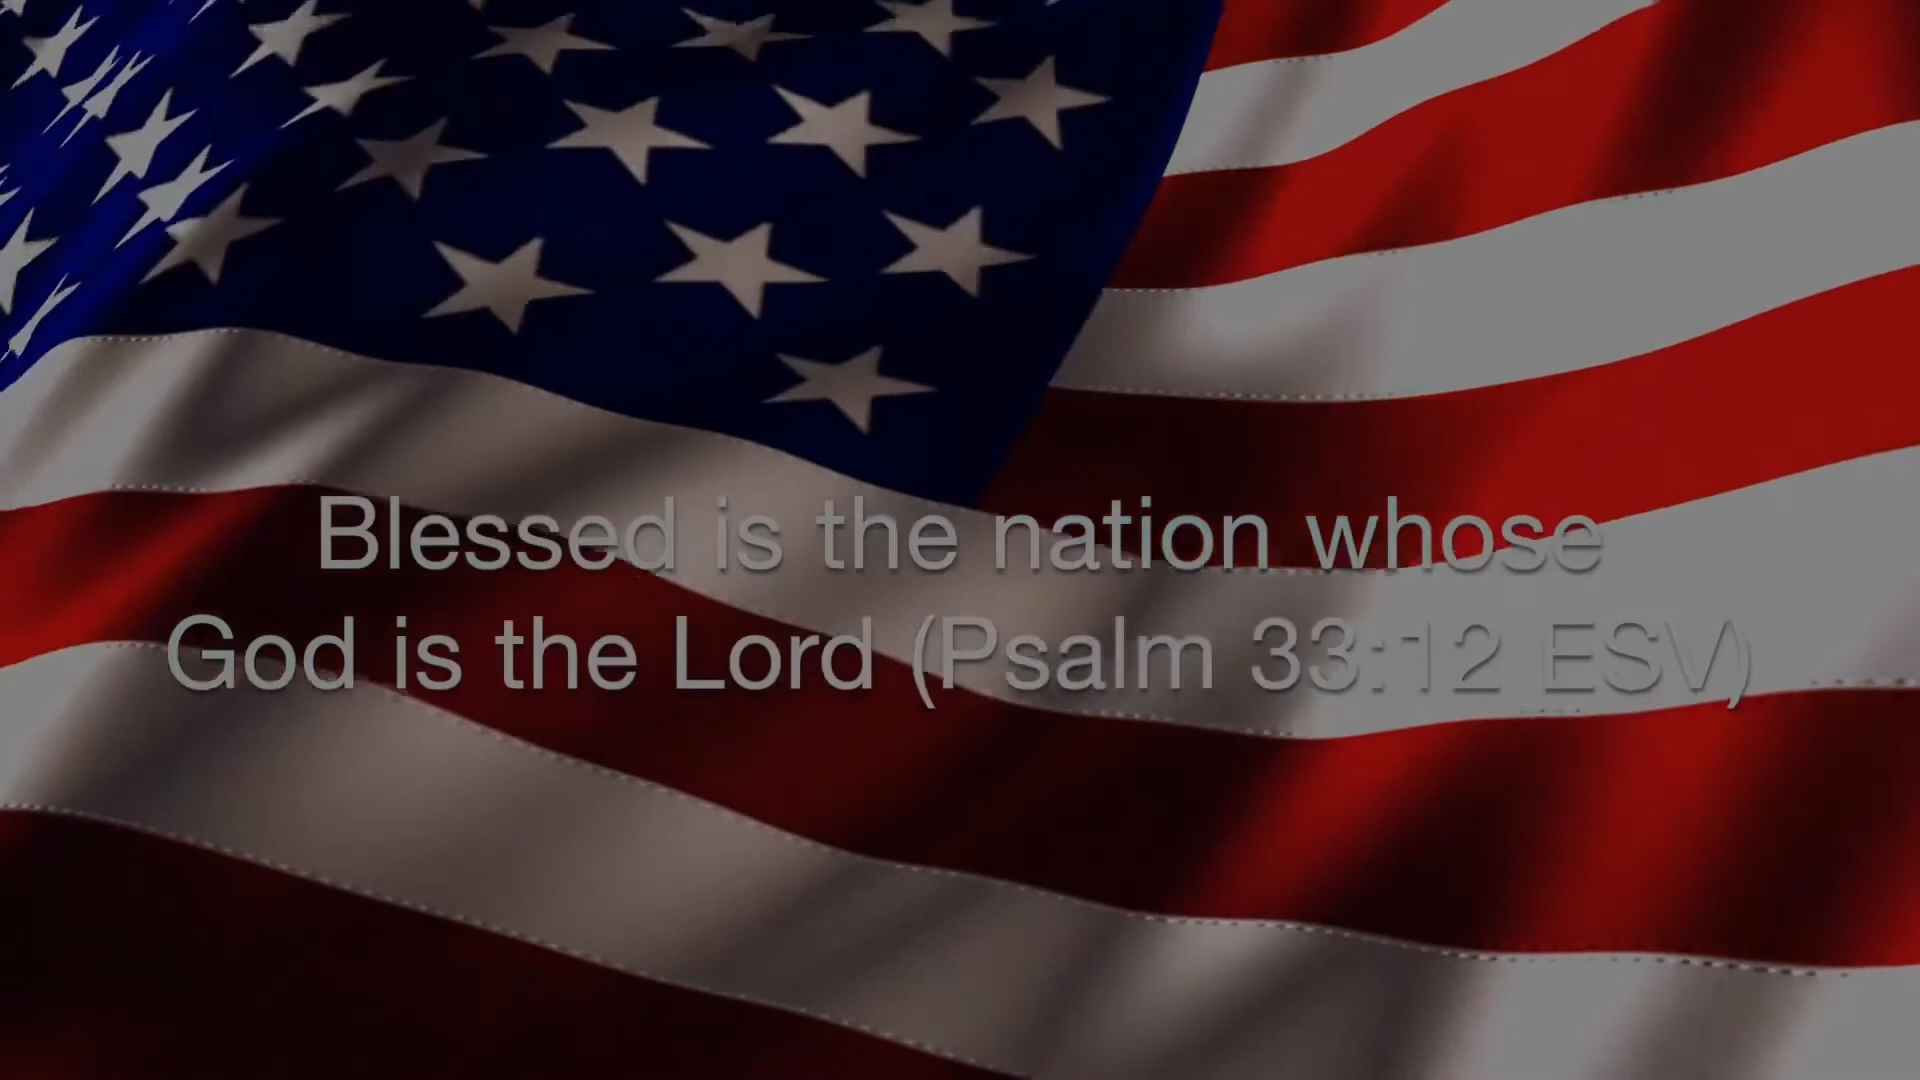 Blessed is the nation whose
God is the Lord (Psalm 33:12 ESV)